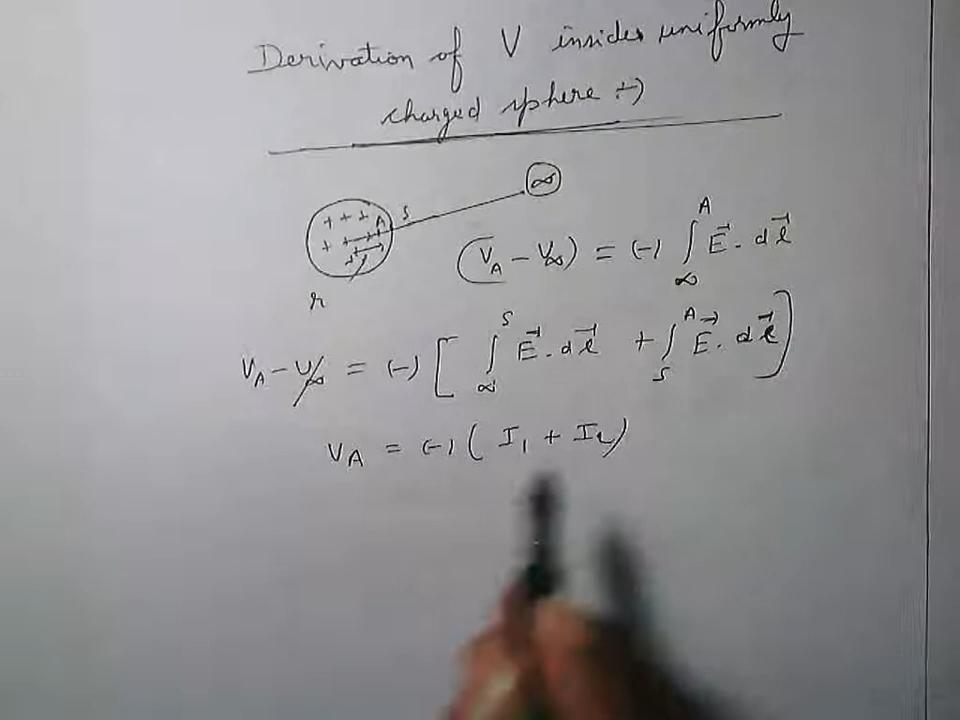 Derivation of V insides uniformly
charged sphere :-)
∞
+ + +
A S
+ +
r
(V_A - V_∞) = (-) ∫_∞^A E⃗. dl⃗
V_A - V_∞ = (-) [ ∫_∞^S E⃗. dl⃗ + ∫_S^A E⃗. dl⃗ ]
V_A = (-) ( I_1 + I_2)